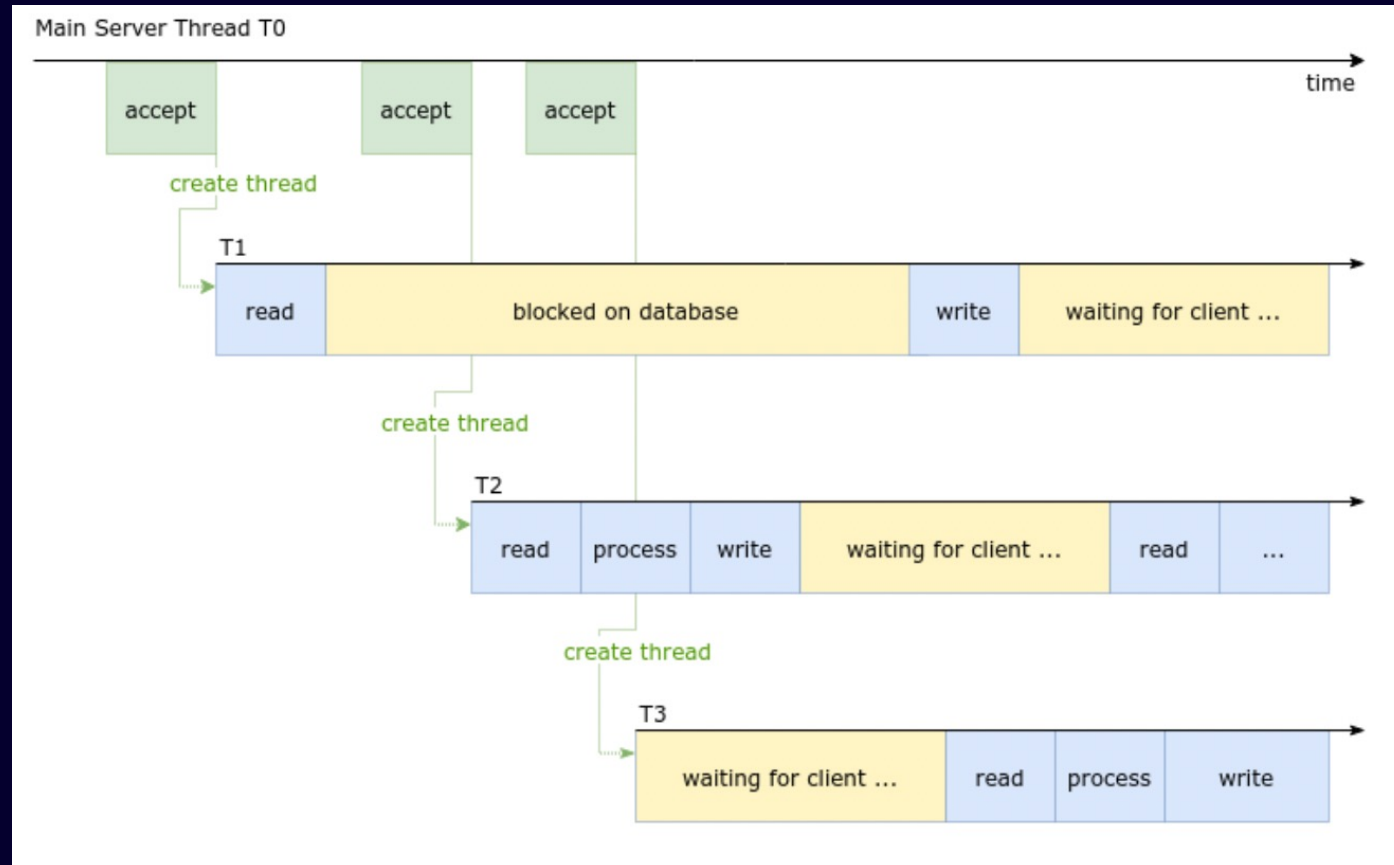 Main Server Thread T0
time
accept
accept
accept
create thread
T1
read
blocked on database
write
waiting for client ...
create thread
T2
read
process
write
waiting for client ...
read
...
create thread
T3
waiting for client ...
read
process
write